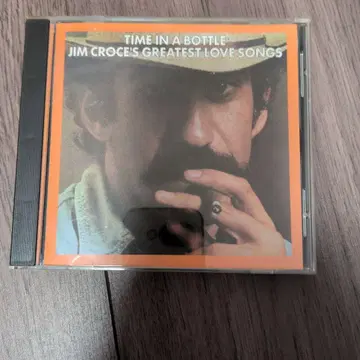 TIME IN A BOTTLE
JIM CROCE'S GREATEST LOVE SONGS